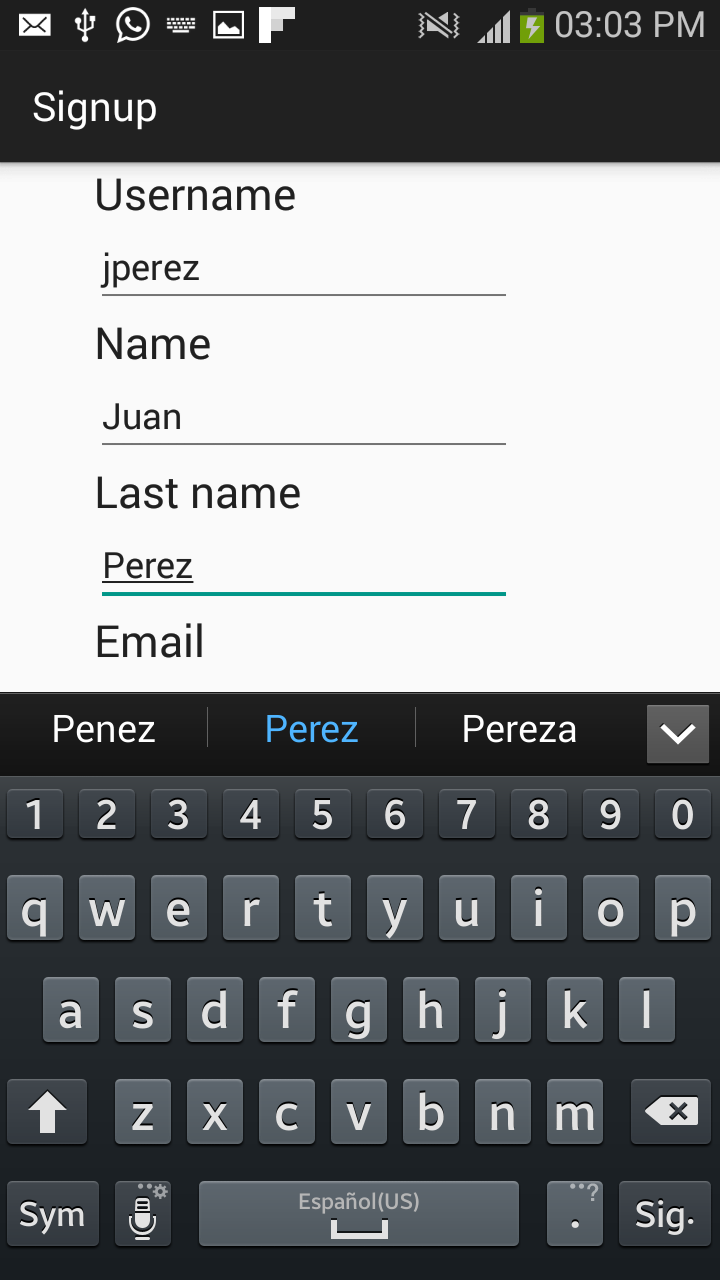 03:03 PM
Signup
Username
jperez
Name
Juan
Last name
Perez
Email
Penez Perez Pereza
1 2 3 4 5 6 7 8 9 0
q w e r t y u i o p
a s d f g h j k l
z x c v b n m
Sym Español(US) . ? Sig.